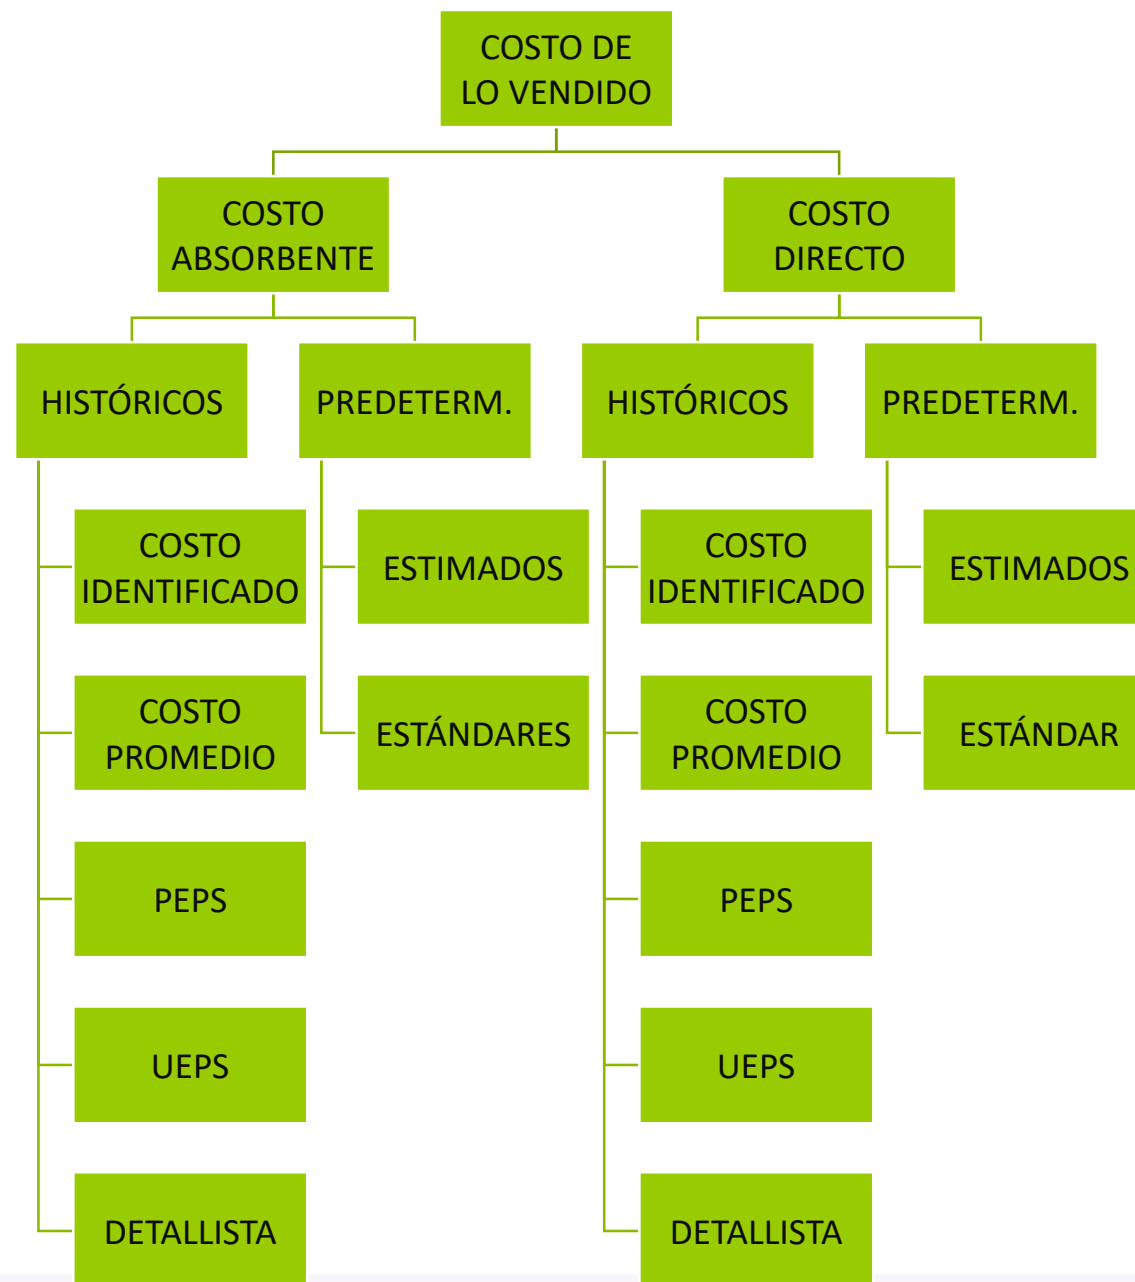 COSTO DE
LO VENDIDO
COSTO
ABSORBENTE
COSTO
DIRECTO
HISTÓRICOS
PREDETERM.
HISTÓRICOS
PREDETERM.
COSTO
IDENTIFICADO
ESTIMADOS
COSTO
IDENTIFICADO
ESTIMADOS
COSTO
PROMEDIO
ESTÁNDARES
COSTO
PROMEDIO
ESTÁNDAR
PEPS
PEPS
UEPS
UEPS
DETALLISTA
DETALLISTA